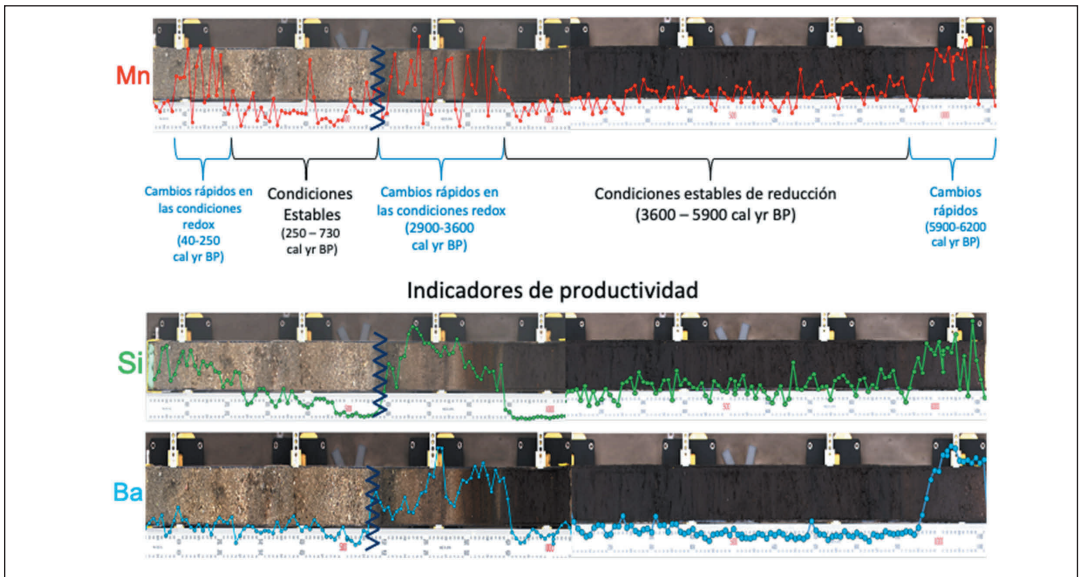 Mn
Cambios rápidos en
las condiciones
redox
(40-250
cal yr BP)
Condiciones
Estables
(250 – 730
cal yr BP)
Cambios rápidos en
las condiciones redox
(2900-3600
cal yr BP)
Condiciones estables de reducción
(3600 – 5900 cal yr BP)
Cambios
rápidos
(5900-6200
cal yr BP)
Indicadores de productividad
Si
Ba